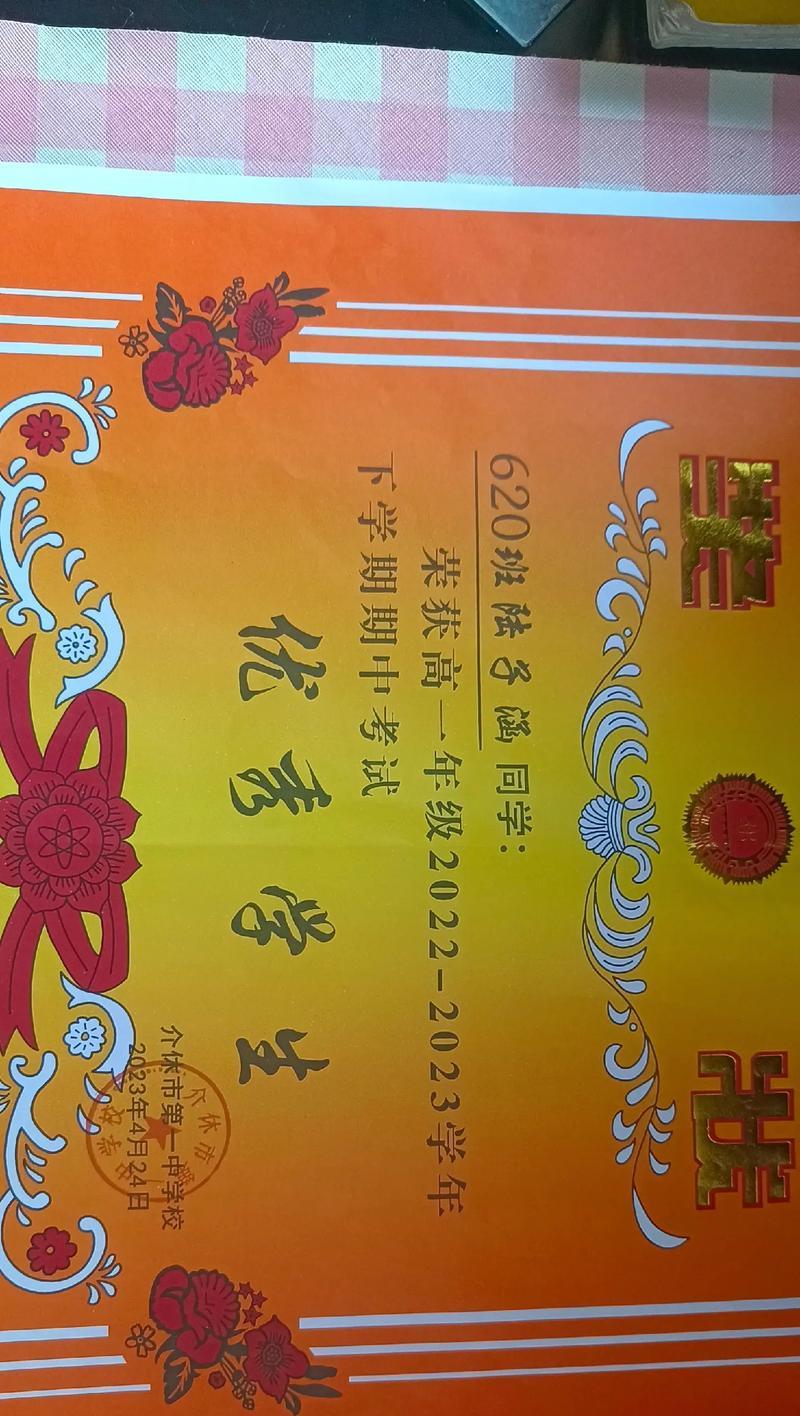 奖状
620班陆子涵同学：
荣获高一年级2022-2023学年
下学期期中考试
优秀学生
介休市第一中学校
2023年4月24日